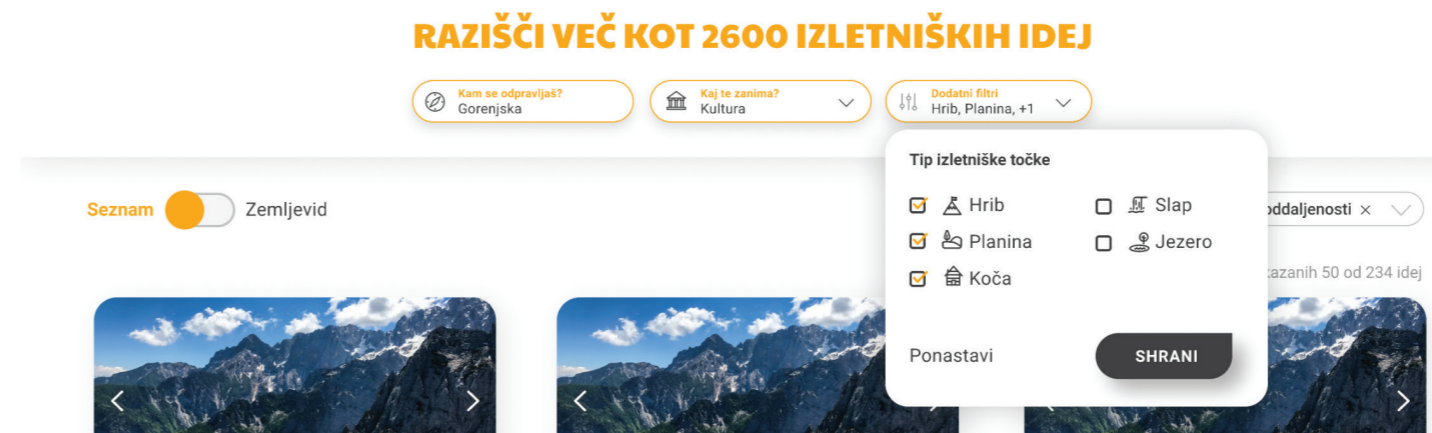 RAZIŠČI VEČ KOT 2600 IZLETNIŠKIH IDEJ
Kam se odpravljaš?
Gorenjska
Kaj te zanima?
Kultura
Dodatni filtri
Hrib, Planina, +1
Tip izletniške točke
Hrib
Slap
Planina
Jezero
Koča
Ponastavi
SHRANI
Seznam
Zemljevid
oddaljenosti ×
50 od 234 idej